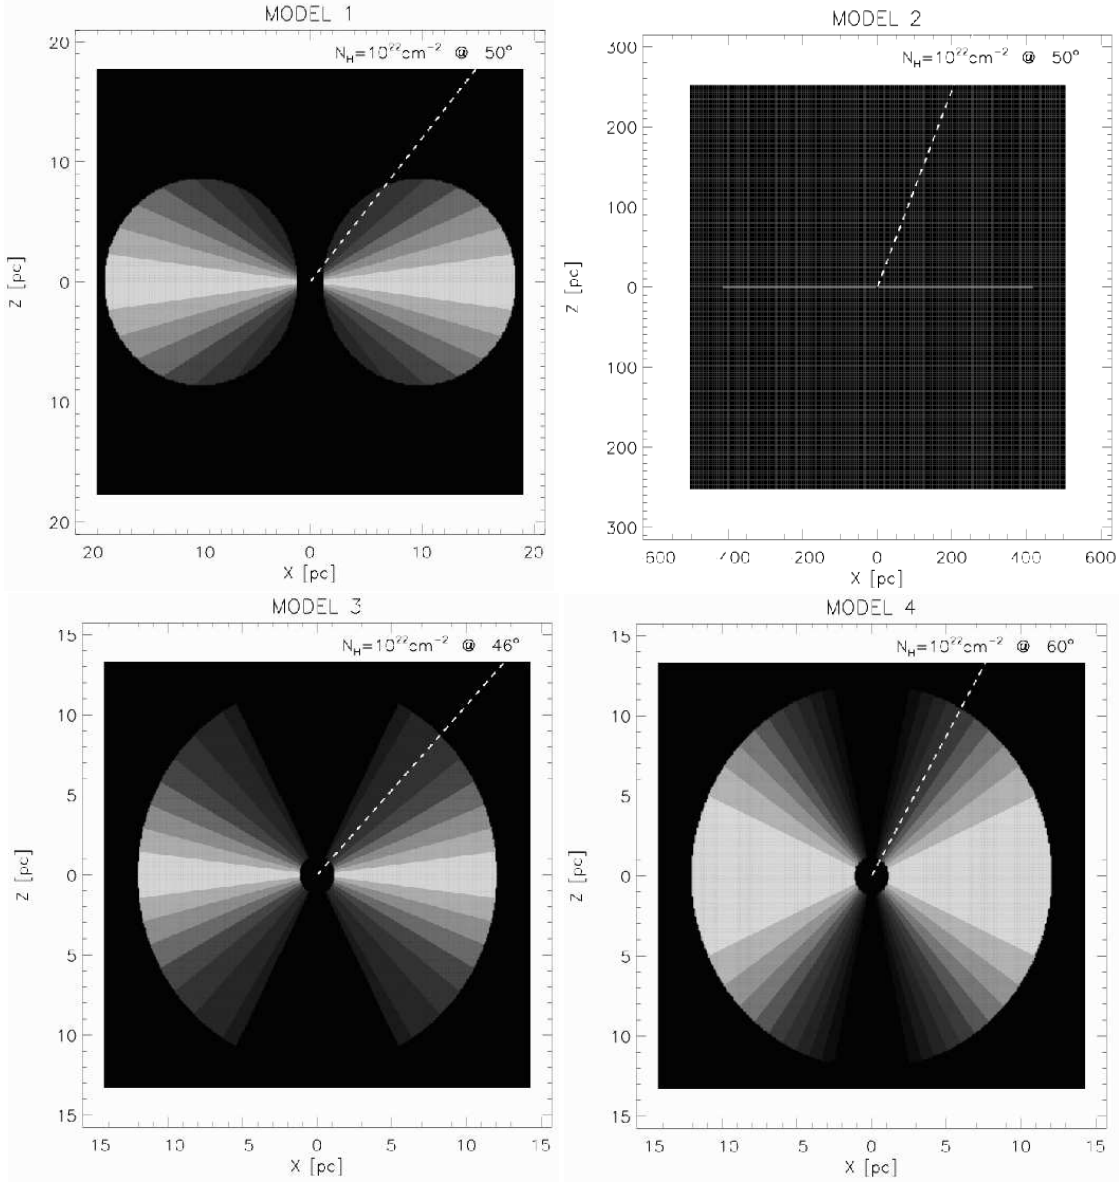 MODEL 1
N_H=10^22cm^-2 @ 50°
20
10
0
10
20
Z [pc]
20 10 0 10 20
X [pc]
MODEL 2
N_H=10^22cm^-2 @ 50°
300
200
100
0
100
200
300
Z [pc]
600 400 200 0 200 400 600
X [pc]
MODEL 3
N_H=10^22cm^-2 @ 46°
15
10
5
0
5
10
15
Z [pc]
15 10 5 0 5 10 15
X [pc]
MODEL 4
N_H=10^22cm^-2 @ 60°
15
10
5
0
5
10
15
Z [pc]
15 10 5 0 5 10 15
X [pc]